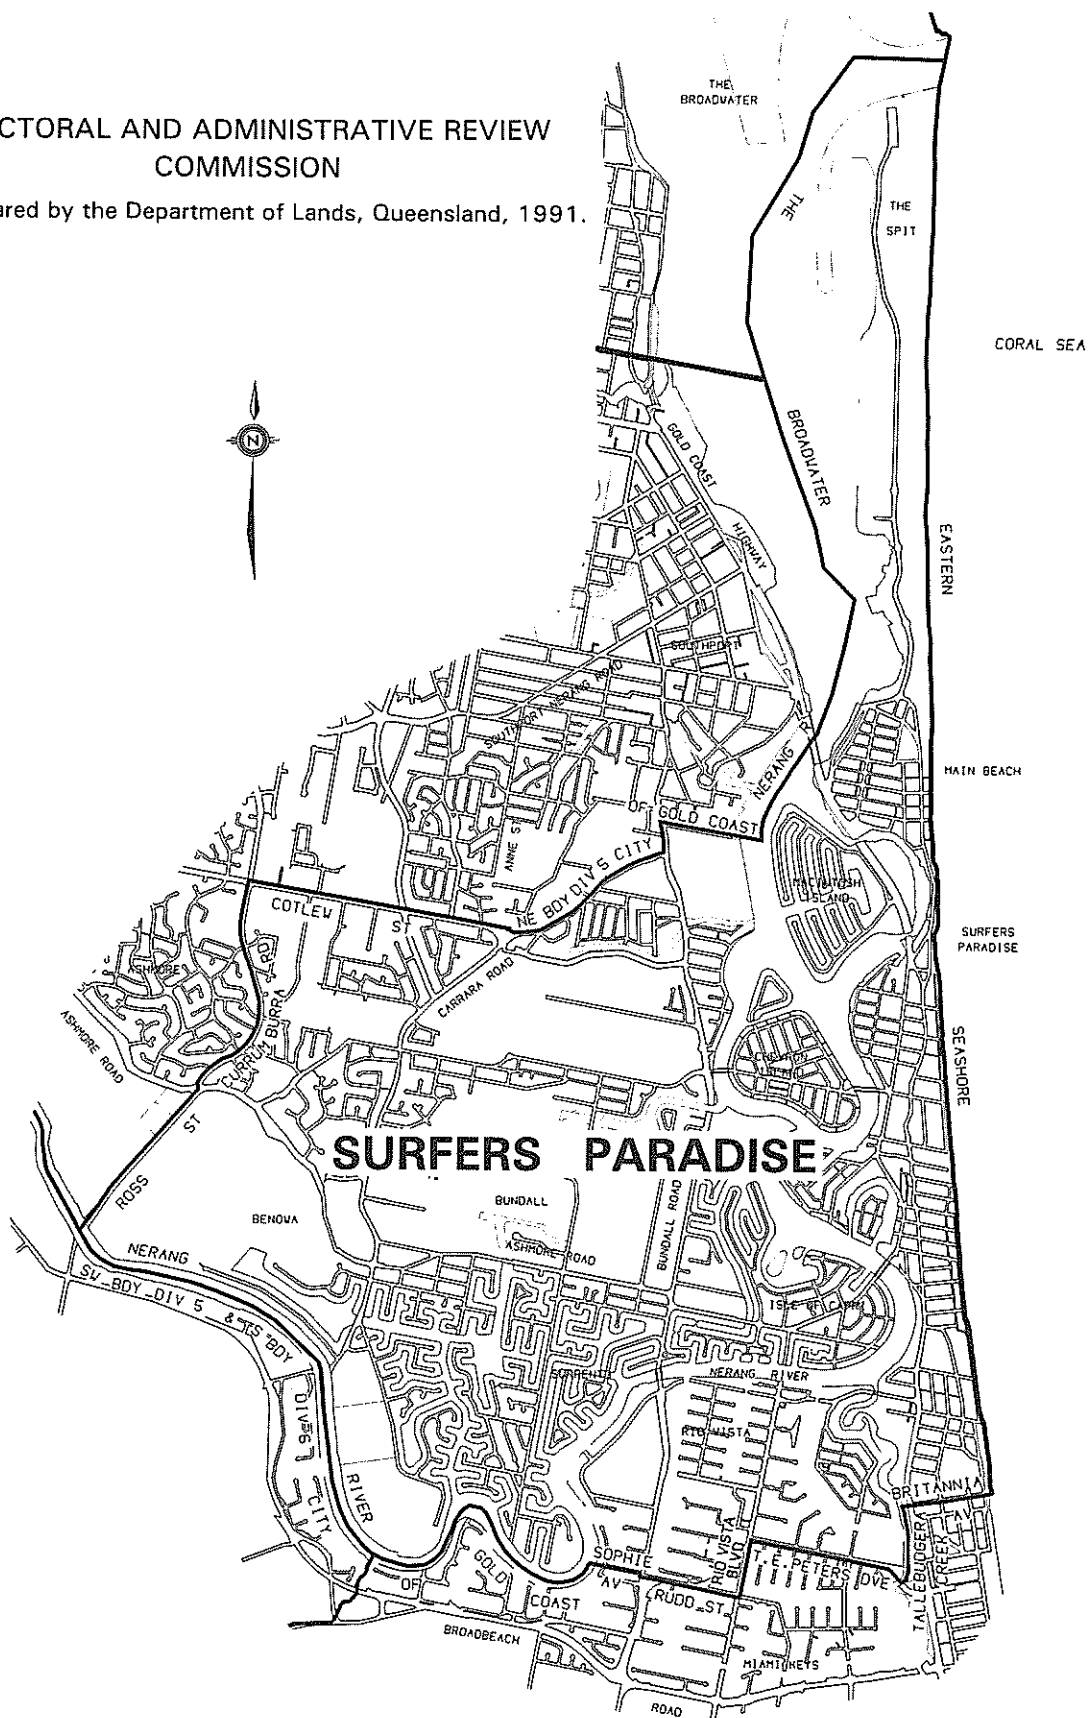 CTORAL AND ADMINISTRATIVE REVIEW
COMMISSION
ared by the Department of Lands, Queensland, 1991.
THE
BROADWATER
THE
THE
SPIT
CORAL SEA
N
BROADWATER
GOLD COAST
HIGHWAY
EASTERN
SOUTHPORT
SOUTHPORT NERANG ROAD
NERANG R
MAIN BEACH
OF GOLD COAST
ANNE ST
NE BDY DIV 5 CITY
COTLEW ST
MACINTOSH
ISLAND
SURFERS
PARADISE
ASHMORE
CURRUMBURRA RD
CARRARA ROAD
ASHMORE ROAD
SEASHORE
CHEVRON
ISLAND
ROSS ST
SURFERS PARADISE
BUNDALL
BENOWA
BUNDALL ROAD
ASHMORE ROAD
NERANG
SW BDY DIV 5 &
BDY
ISLE OF CAPRI
SORRENTO
NERANG RIVER
DIV 6
CITY
RIO VISTA
RIVER
BRITANNIA
AV
SOPHIE
AV
RIO VISTA
BLVD
T.E.PETERS DVE
TALLEBUDGERA
CREEK
GOLD
OF
COAST
RUDD ST
BROADBEACH
MIAMI KEYS
ROAD